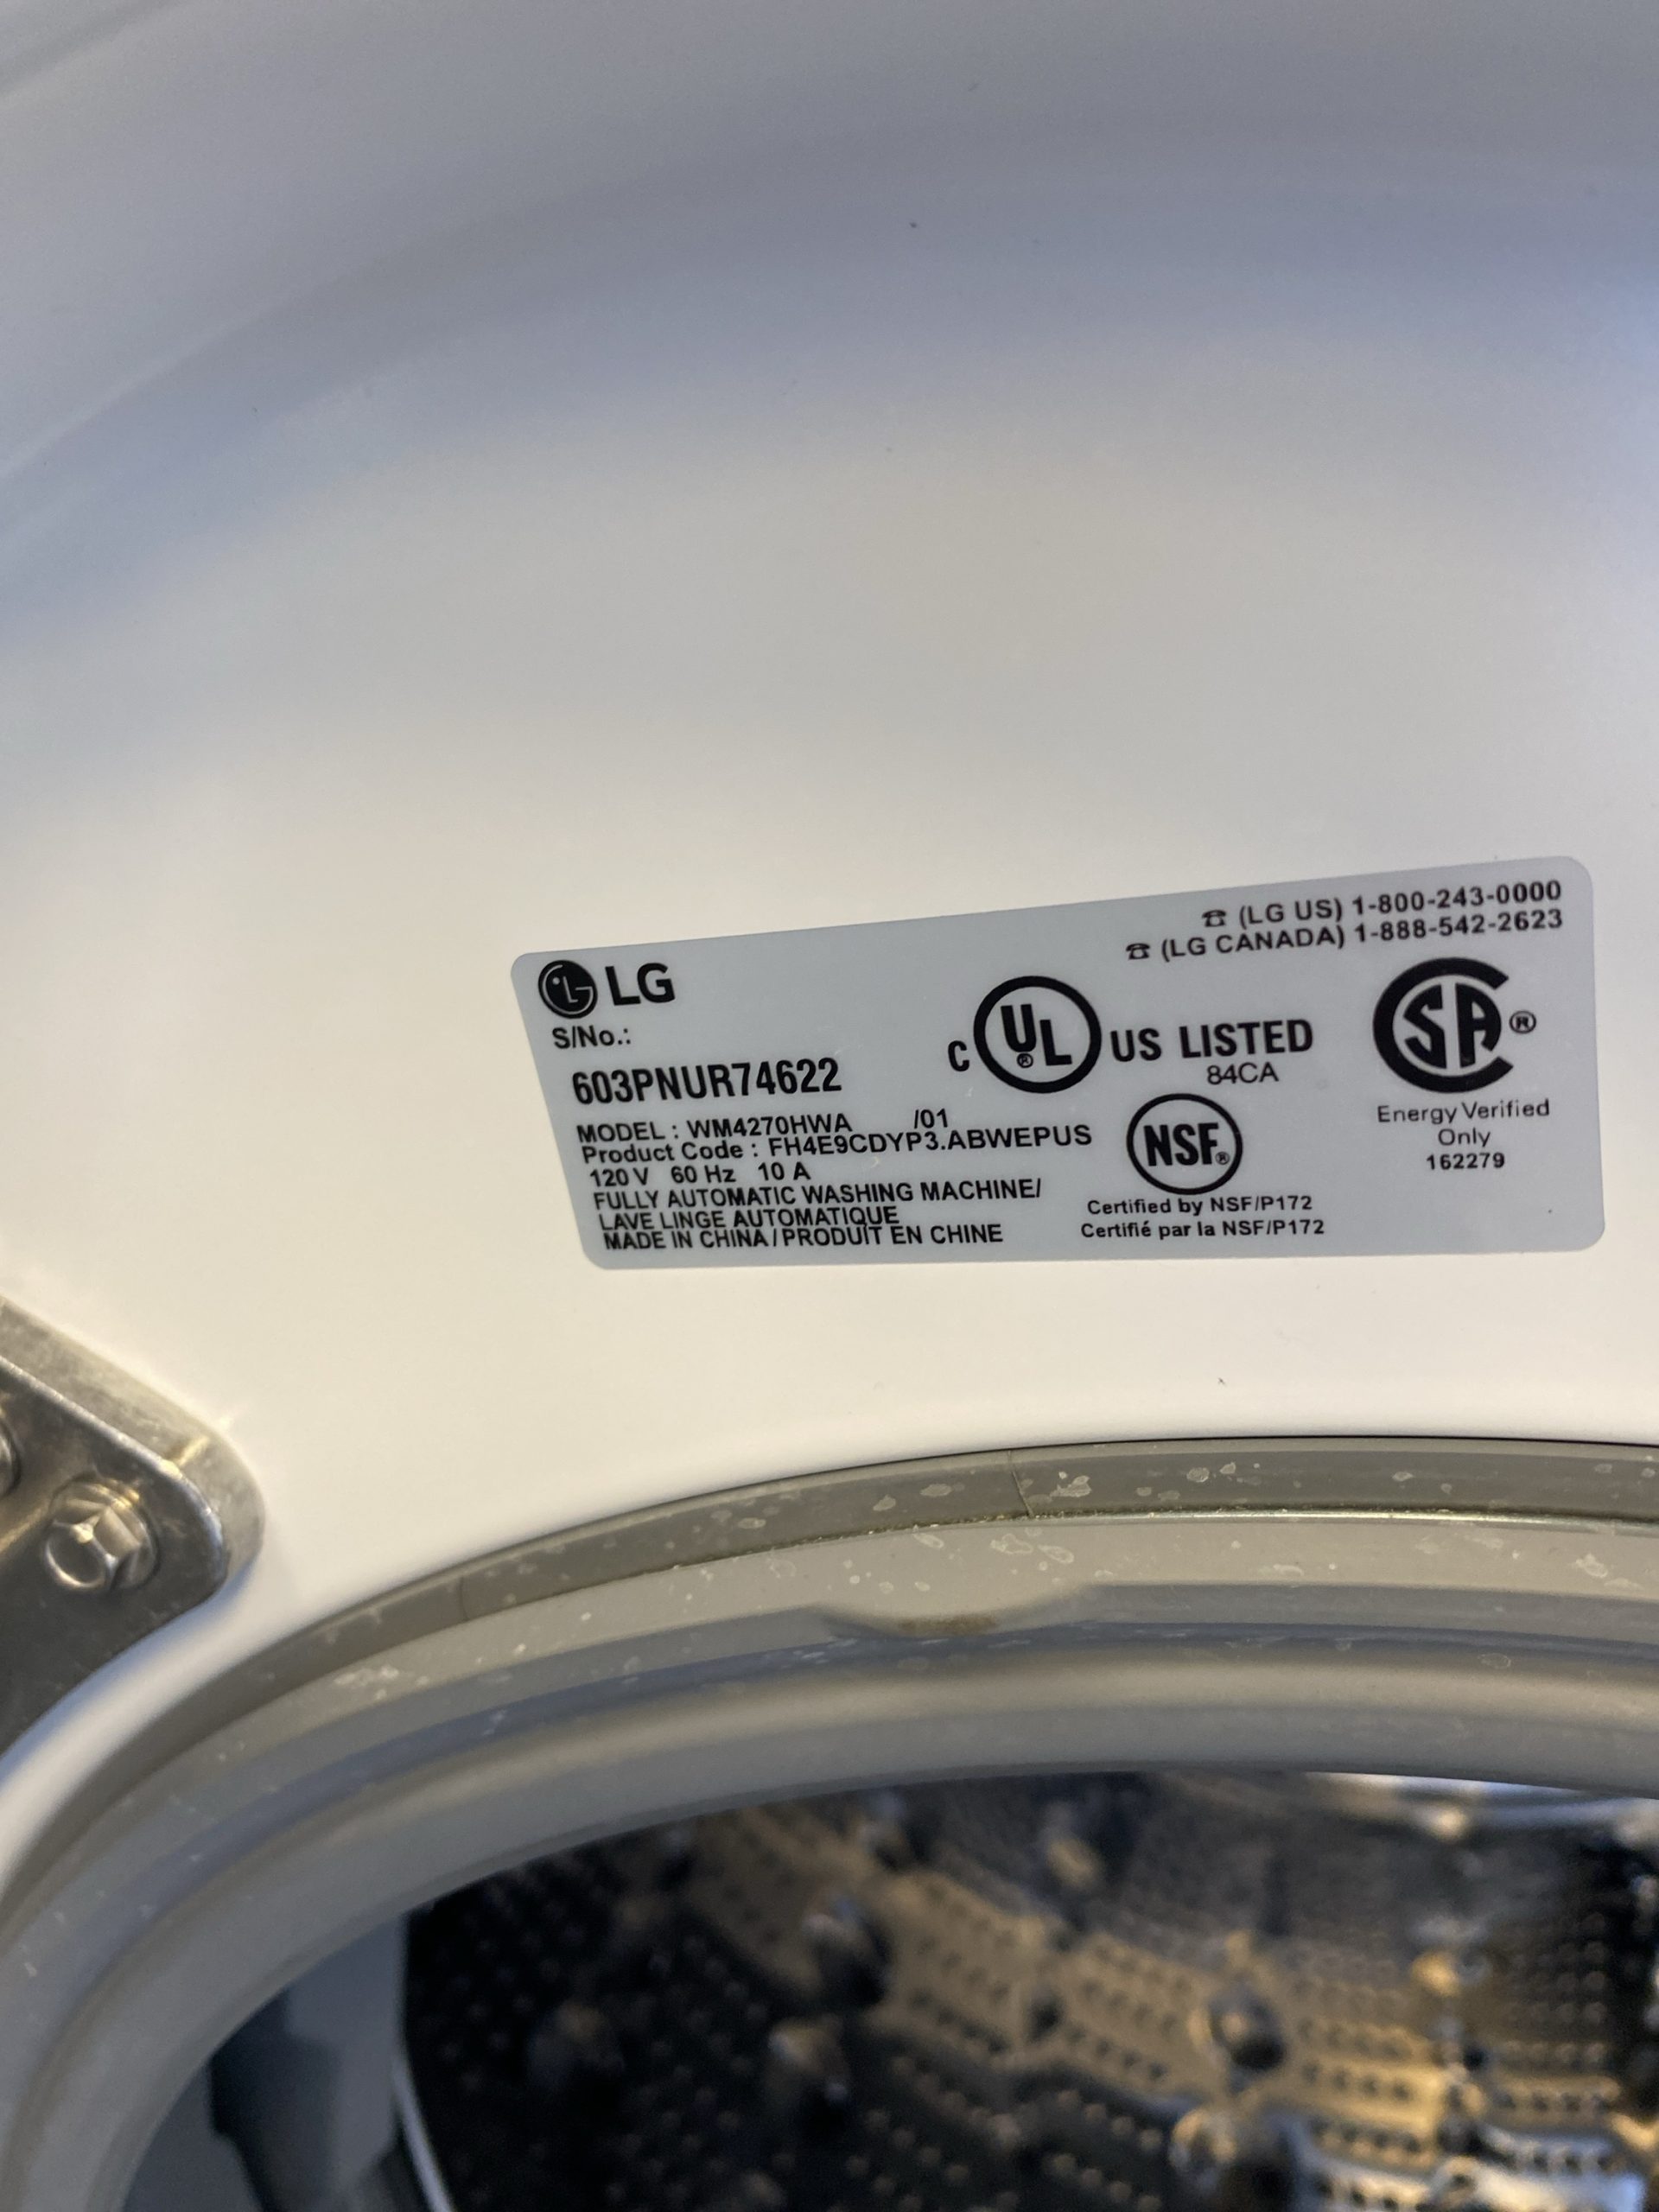 ☎ (LG US) 1-800-243-0000
☎ (LG CANADA) 1-888-542-2623
LG LG
S/No.:
603PNUR74622
MODEL : WM4270HWA /01
Product Code : FH4E9CDYP3.ABWEPUS
120 V 60 Hz 10 A
FULLY AUTOMATIC WASHING MACHINE/
LAVE LINGE AUTOMATIQUE
MADE IN CHINA / PRODUIT EN CHINE
C UL® US LISTED
84CA
NSF®
Certified by NSF/P172
Certifié par la NSF/P172
SA®
Energy Verified
Only
162279